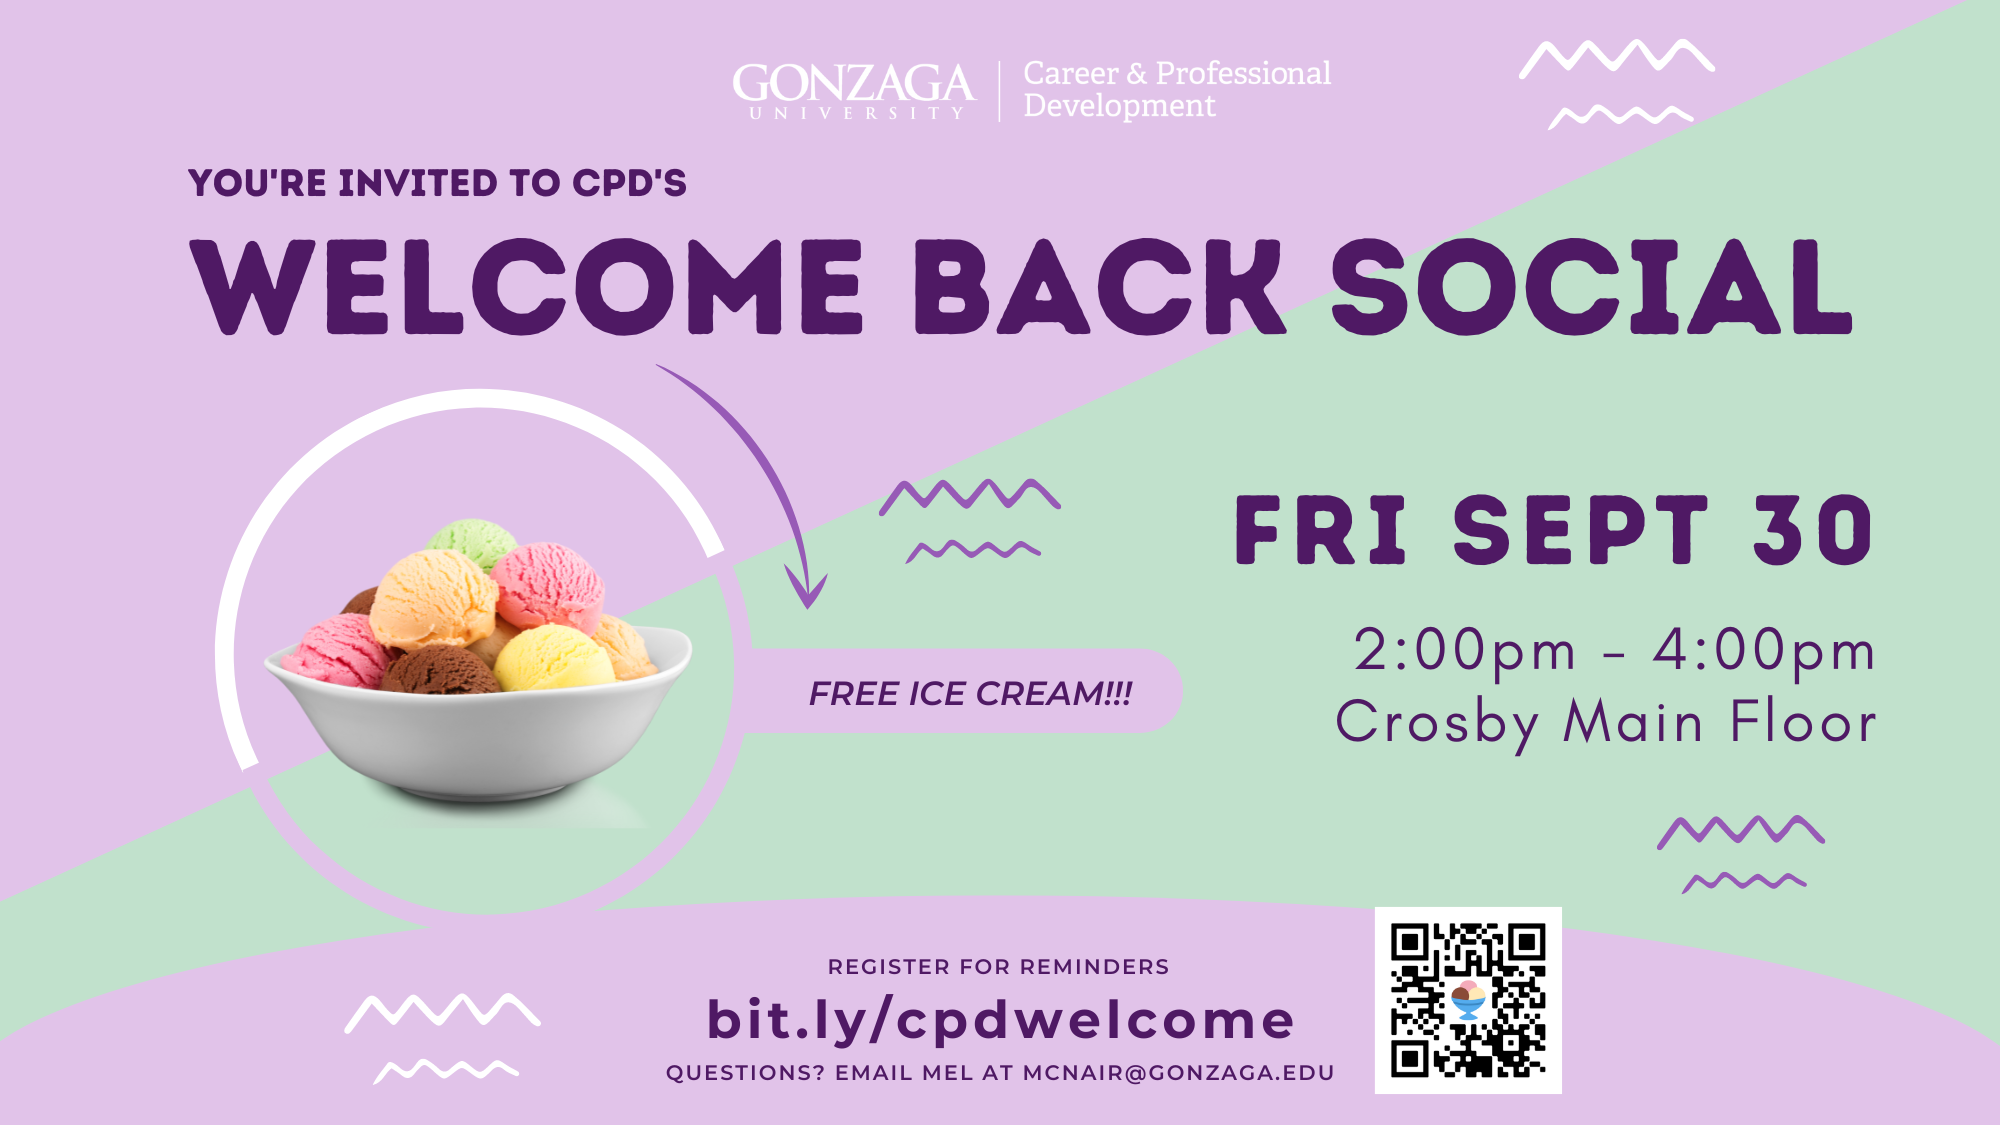 GONZAGA
UNIVERSITY
Career & Professional
Development
YOU'RE INVITED TO CPD'S
WELCOME BACK SOCIAL
FREE ICE CREAM!!!
FRI SEPT 30
2:00pm - 4:00pm
Crosby Main Floor
REGISTER FOR REMINDERS
bit.ly/cpdwelcome
QUESTIONS? EMAIL MEL AT MCNAIR@GONZAGA.EDU